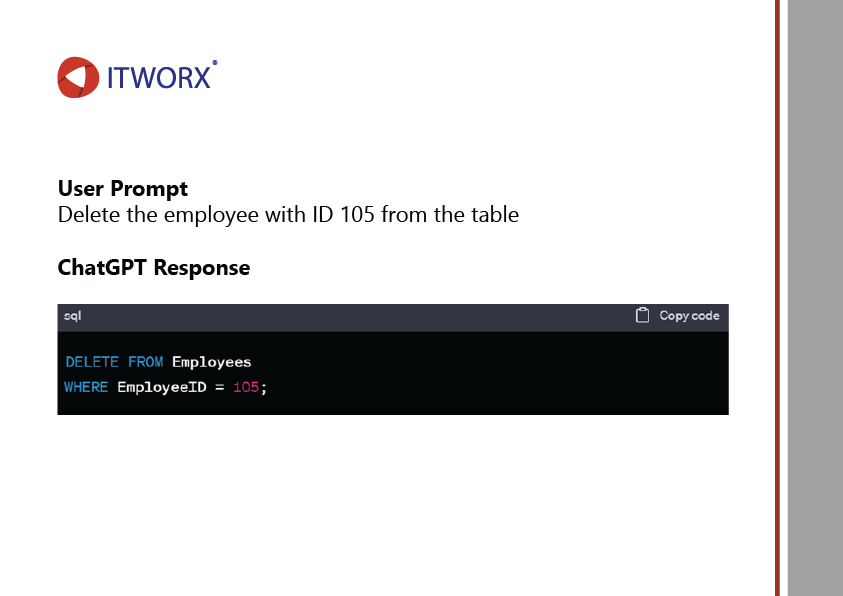 ITWORX®
User Prompt
Delete the employee with ID 105 from the table
ChatGPT Response
sql Copy code
DELETE FROM Employees
WHERE EmployeeID = 105;